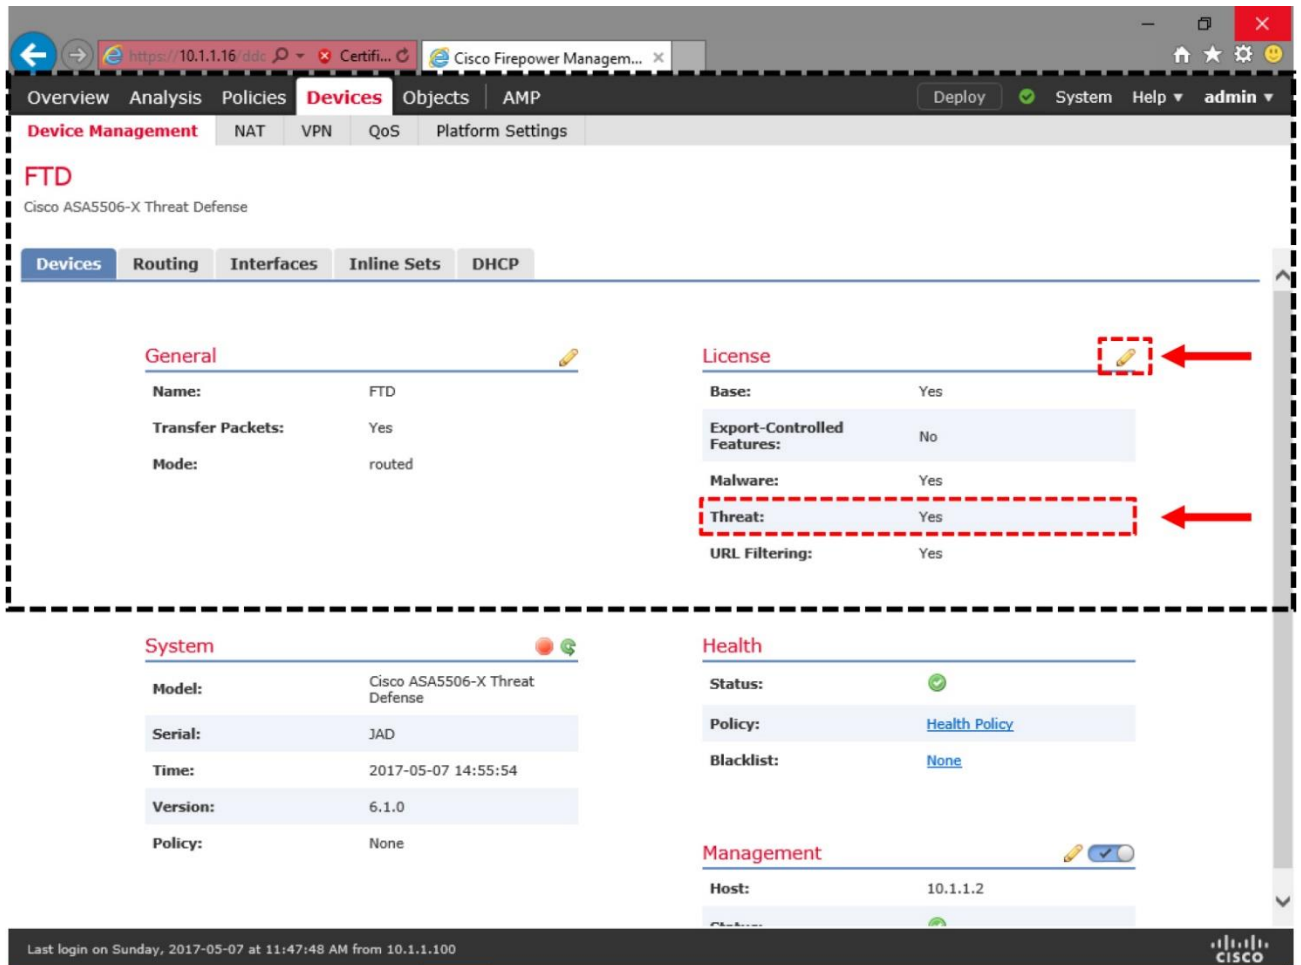 https://10.1.1.16/ddc Certifi... Cisco Firepower Managem...
Overview Analysis Policies Devices Objects AMP Deploy System Help admin
Device Management NAT VPN QoS Platform Settings
FTD
Cisco ASA5506-X Threat Defense
Devices Routing Interfaces Inline Sets DHCP
General
Name: FTD
Transfer Packets: Yes
Mode: routed
License
Base: Yes
Export-Controlled
Features: No
Malware: Yes
Threat: Yes
URL Filtering: Yes
System
Model: Cisco ASA5506-X Threat
Defense
Serial: JAD
Time: 2017-05-07 14:55:54
Version: 6.1.0
Policy: None
Health
Status:
Policy: Health Policy
Blacklist: None
Management
Host: 10.1.1.2
Last login on Sunday, 2017-05-07 at 11:47:48 AM from 10.1.1.100
CISCO